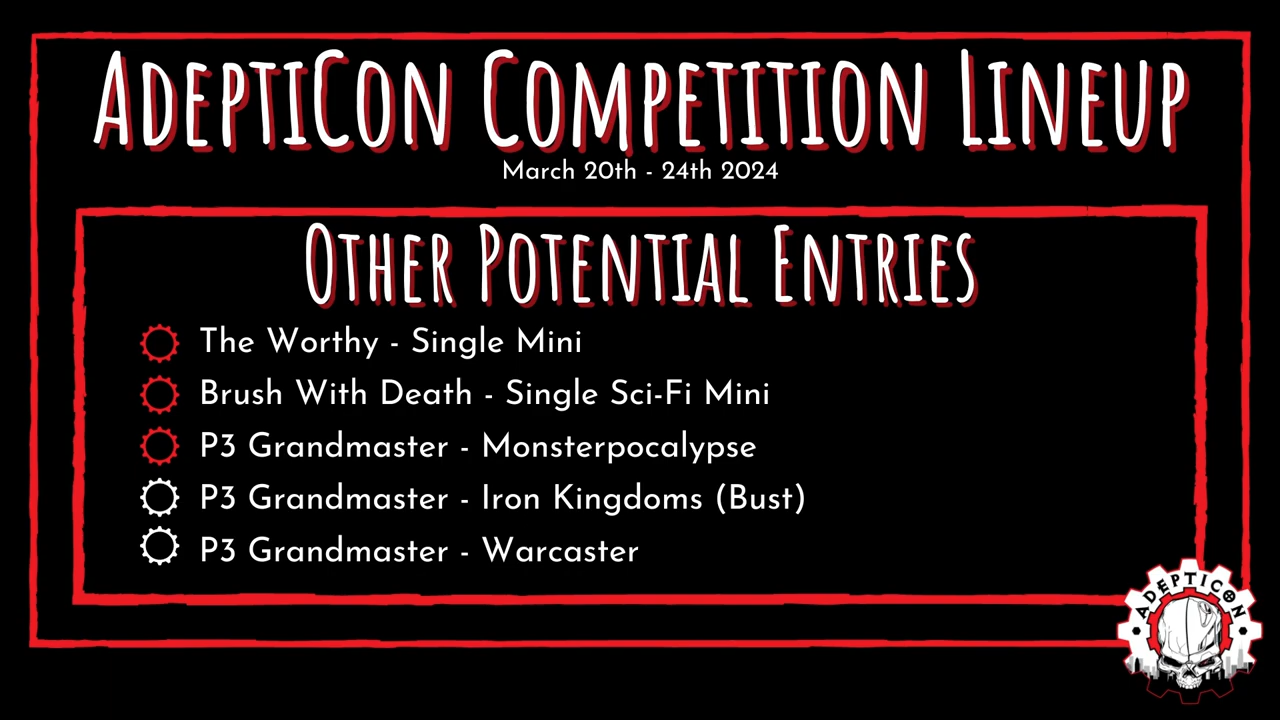 AdeptiCon Competition Lineup
March 20th - 24th 2024
Other Potential Entries
The Worthy - Single Mini
Brush With Death - Single Sci-Fi Mini
P3 Grandmaster - Monsterpocalypse
P3 Grandmaster - Iron Kingdoms (Bust)
P3 Grandmaster - Warcaster
ADEPTICON